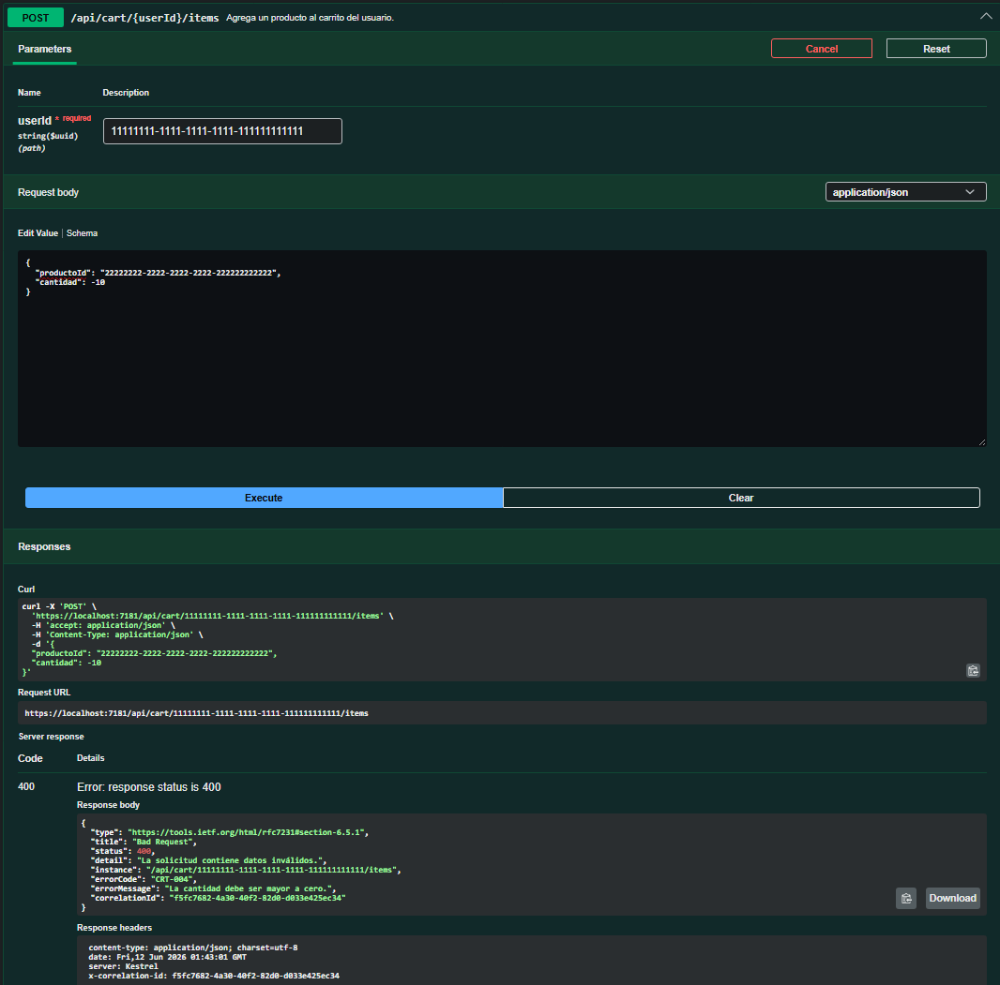 POST /api/cart/{userId}/items Agrega un producto al carrito del usuario.
Parameters
Cancel
Reset
Name Description
userId * required
string($uuid)
(path)
11111111-1111-1111-1111-111111111111
Request body
application/json
Edit Value | Schema
{
  "productoId": "22222222-2222-2222-2222-222222222222",
  "cantidad": -10
}
Execute
Clear
Responses
Curl
curl -X 'POST' \
  'https://localhost:7181/api/cart/11111111-1111-1111-1111-111111111111/items' \
  -H 'accept: application/json' \
  -H 'Content-Type: application/json' \
  -d '{
  "productoId": "22222222-2222-2222-2222-222222222222",
  "cantidad": -10
}'
Request URL
https://localhost:7181/api/cart/11111111-1111-1111-1111-111111111111/items
Server response
Code Details
400 Error: response status is 400
Response body
{
  "type": "https://tools.ietf.org/html/rfc7231#section-6.5.1",
  "title": "Bad Request",
  "status": 400,
  "detail": "La solicitud contiene datos inválidos.",
  "instance": "/api/cart/11111111-1111-1111-1111-111111111111/items",
  "errorCode": "CRT-004",
  "errorMessage": "La cantidad debe ser mayor a cero.",
  "correlationId": "f5fc7682-4a30-40f2-82d0-d033e425ec34"
}
Download
Response headers
content-type: application/json; charset=utf-8
date: Fri,12 Jun 2026 01:43:01 GMT
server: Kestrel
x-correlation-id: f5fc7682-4a30-40f2-82d0-d033e425ec34